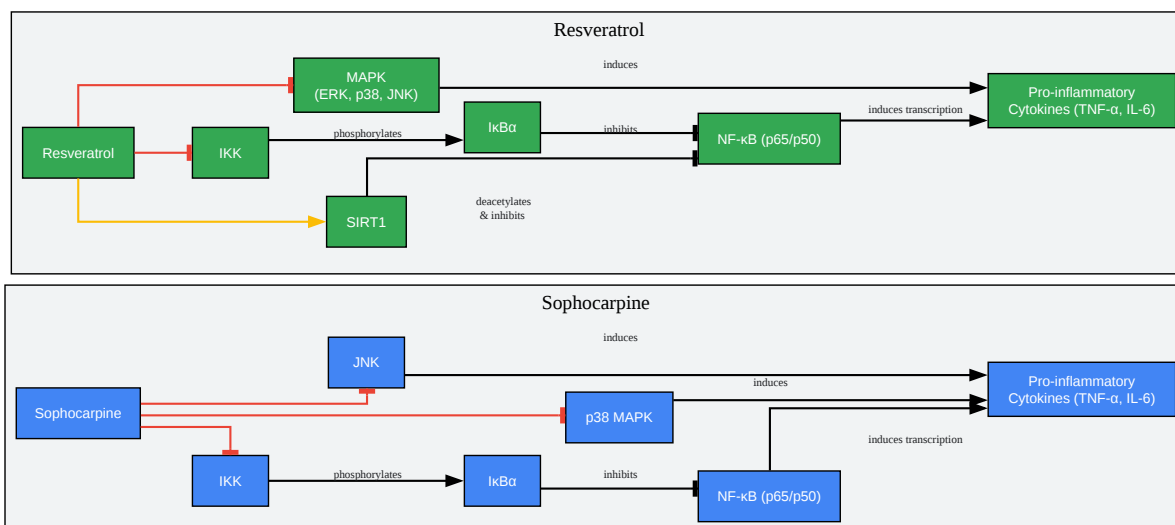 Resveratrol
MAPK
(ERK, p38, JNK)
induces
Pro-inflammatory
Cytokines (TNF-α, IL-6)
induces transcription
IκBα
phosphorylates
inhibits
NF-κB (p65/p50)
Resveratrol
IKK
deacetylates
& inhibits
SIRT1
Sophocarpine
induces
JNK
induces
Pro-inflammatory
Cytokines (TNF-α, IL-6)
Sophocarpine
p38 MAPK
induces transcription
IKK
phosphorylates
IκBα
inhibits
NF-κB (p65/p50)